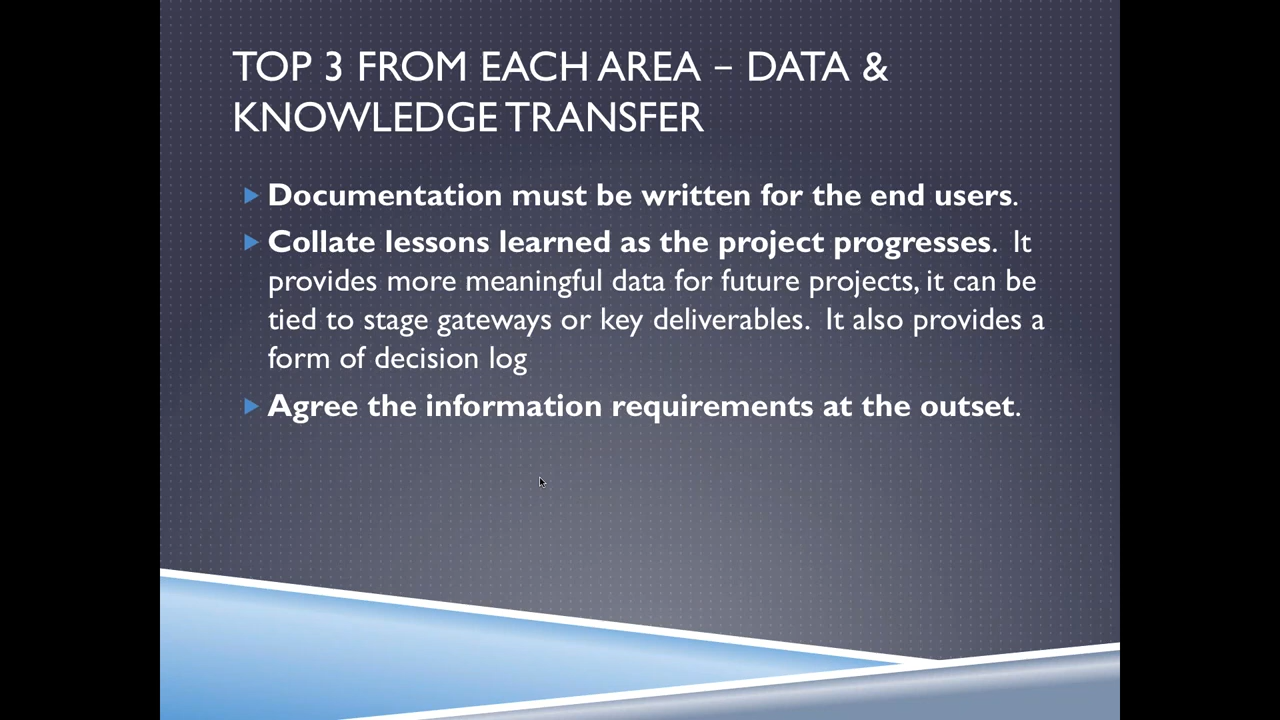 TOP 3 FROM EACH AREA – DATA &
KNOWLEDGE TRANSFER
Documentation must be written for the end users.
Collate lessons learned as the project progresses.  It
provides more meaningful data for future projects, it can be
tied to stage gateways or key deliverables.  It also provides a
form of decision log
Agree the information requirements at the outset.